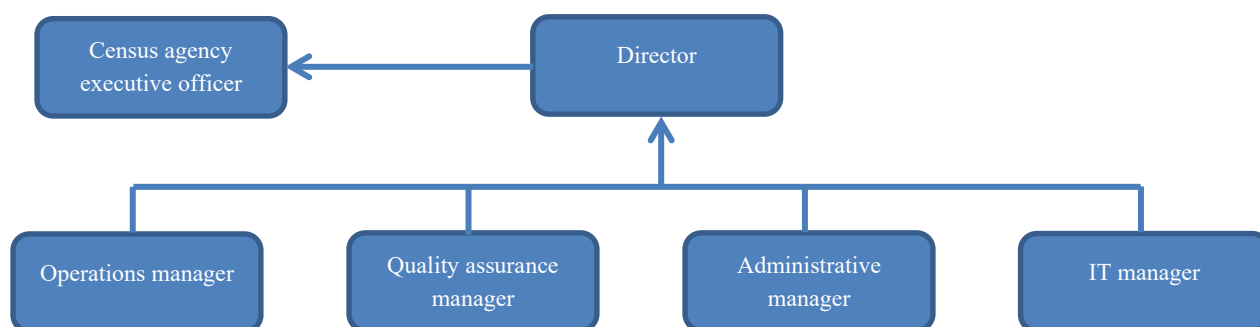 Census agency
executive officer
Director
Operations manager
Quality assurance
manager
Administrative
manager
IT manager